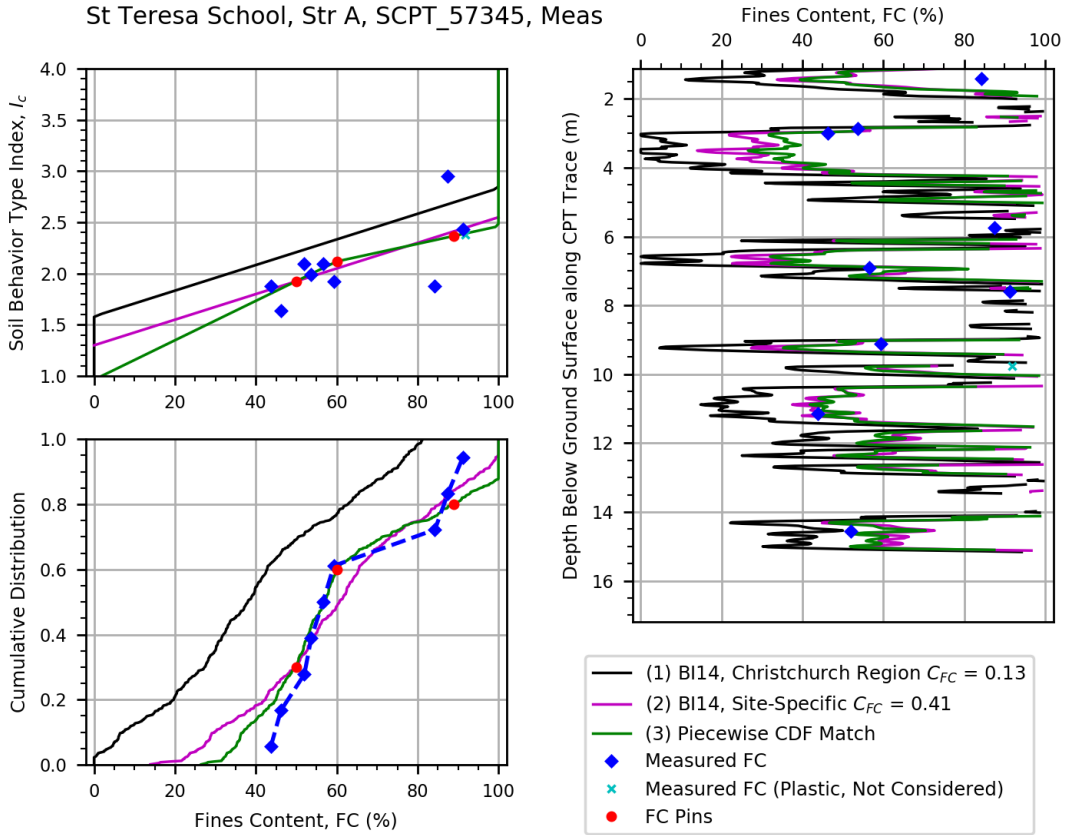 St Teresa School, Str A, SCPT_57345, Meas
Soil Behavior Type Index, I_c
4.0
3.5
3.0
2.5
2.0
1.5
1.0
0 20 40 60 80 100
Cumulative Distribution
1.0
0.8
0.6
0.4
0.2
0.0
0 20 40 60 80 100
Fines Content, FC (%)
Fines Content, FC (%)
0 20 40 60 80 100
Depth Below Ground Surface along CPT Trace (m)
2
4
6
8
10
12
14
16
(1) BI14, Christchurch Region C_FC = 0.13
(2) BI14, Site-Specific C_FC = 0.41
(3) Piecewise CDF Match
Measured FC
Measured FC (Plastic, Not Considered)
FC Pins